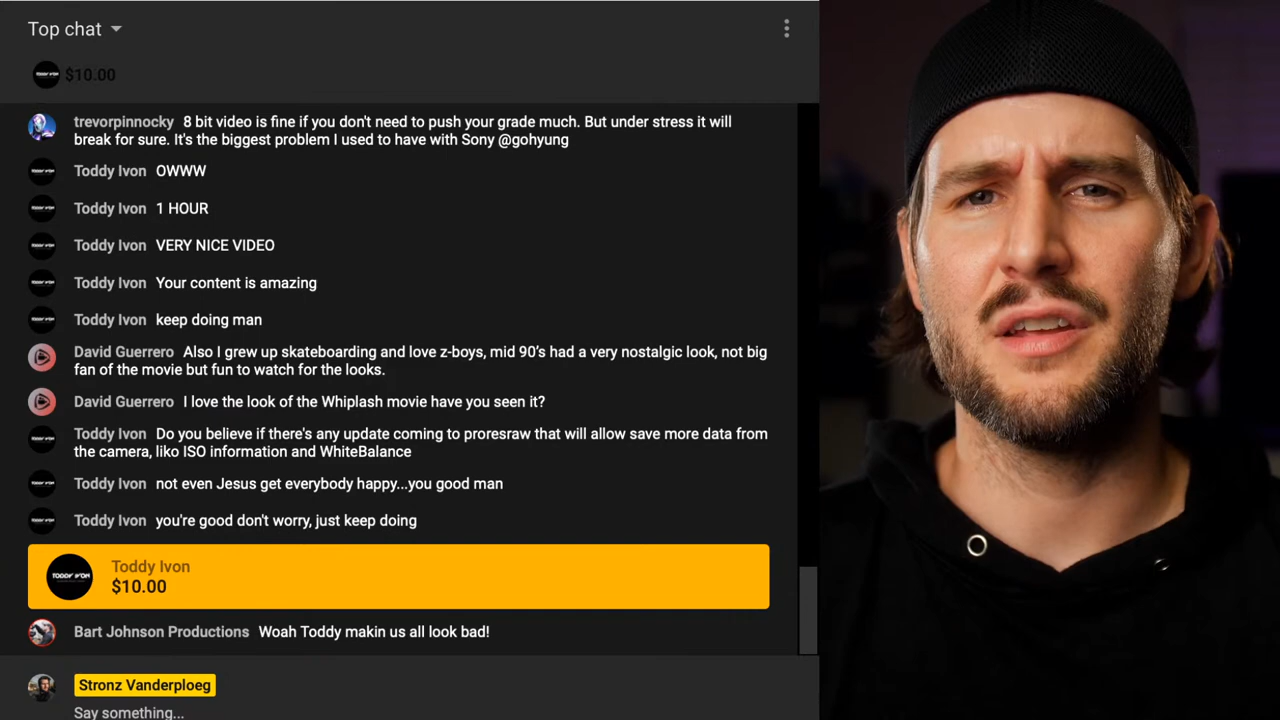 Top chat
$10.00
trevorpinnocky 8 bit video is fine if you don't need to push your grade much. But under stress it will
break for sure. It's the biggest problem I used to have with Sony @gohyung
Toddy Ivon OWWW
Toddy Ivon 1 HOUR
Toddy Ivon VERY NICE VIDEO
Toddy Ivon Your content is amazing
Toddy Ivon keep doing man
David Guerrero Also I grew up skateboarding and love z-boys, mid 90's had a very nostalgic look, not big
fan of the movie but fun to watch for the looks.
David Guerrero I love the look of the Whiplash movie have you seen it?
Toddy Ivon Do you believe if there's any update coming to proresraw that will allow save more data from
the camera, liko ISO information and WhiteBalance
Toddy Ivon not even Jesus get everybody happy...you good man
Toddy Ivon you're good don't worry, just keep doing
TODDY IVON
Toddy Ivon
$10.00
Bart Johnson Productions Woah Toddy makin us all look bad!
Stronz Vanderploeg
Say something...